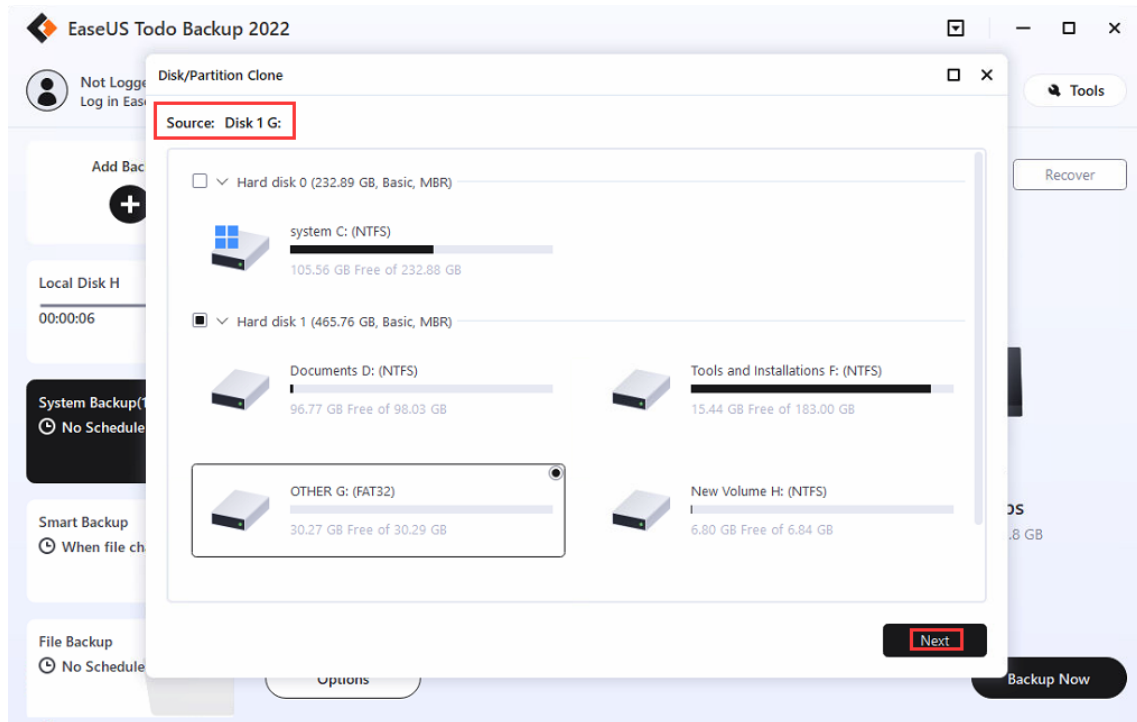 EaseUS Todo Backup 2022
Not Logge
Log in Eas
Tools
Disk/Partition Clone
Source: Disk 1 G:
Add Bac
Recover
Hard disk 0 (232.89 GB, Basic, MBR)
system C: (NTFS)
105.56 GB Free of 232.88 GB
Local Disk H
00:00:06
Hard disk 1 (465.76 GB, Basic, MBR)
Documents D: (NTFS)
96.77 GB Free of 98.03 GB
Tools and Installations F: (NTFS)
15.44 GB Free of 183.00 GB
System Backup(1
No Schedule
OTHER G: (FAT32)
30.27 GB Free of 30.29 GB
New Volume H: (NTFS)
6.80 GB Free of 6.84 GB
Smart Backup
When file ch
ps
.8 GB
File Backup
No Schedule
Next
Options
Backup Now